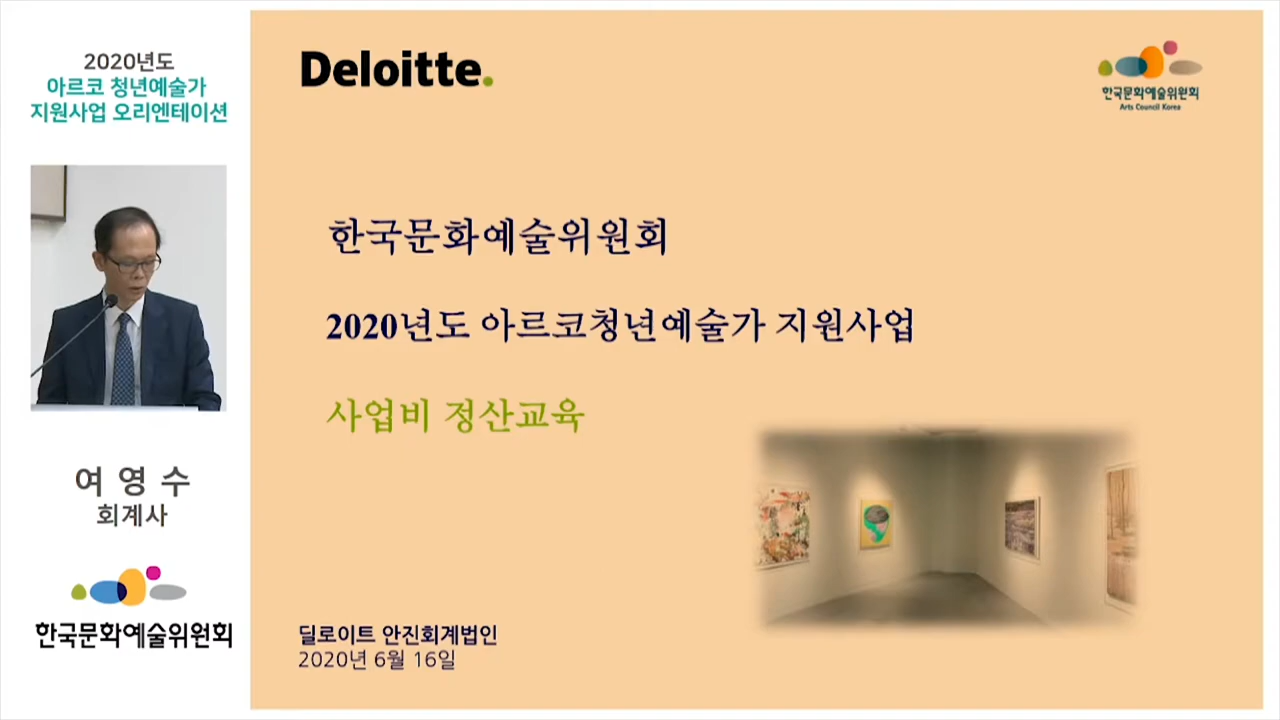 2020년도
아르코 청년예술가
지원사업 오리엔테이션
여 영 수
회계사
한국문화예술위원회
Deloitte.
한국문화예술위원회
Arts Council Korea
한국문화예술위원회
2020년도 아르코청년예술가 지원사업
사업비 정산교육
딜로이트 안진회계법인
2020년 6월 16일